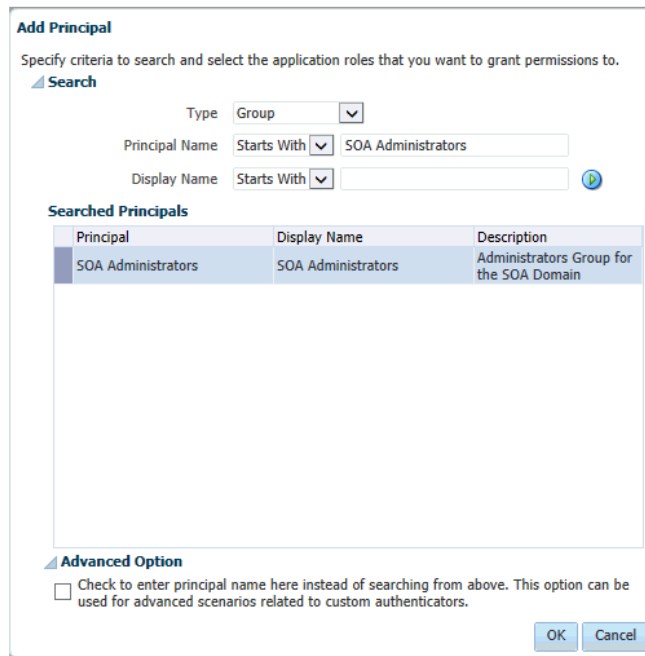 Add Principal
Specify criteria to search and select the application roles that you want to grant permissions to.
Search
Type Group
Principal Name Starts With SOA Administrators
Display Name Starts With
Searched Principals
Principal Display Name Description
SOA Administrators SOA Administrators Administrators Group for
the SOA Domain
Advanced Option
Check to enter principal name here instead of searching from above. This option can be
used for advanced scenarios related to custom authenticators.
OK Cancel